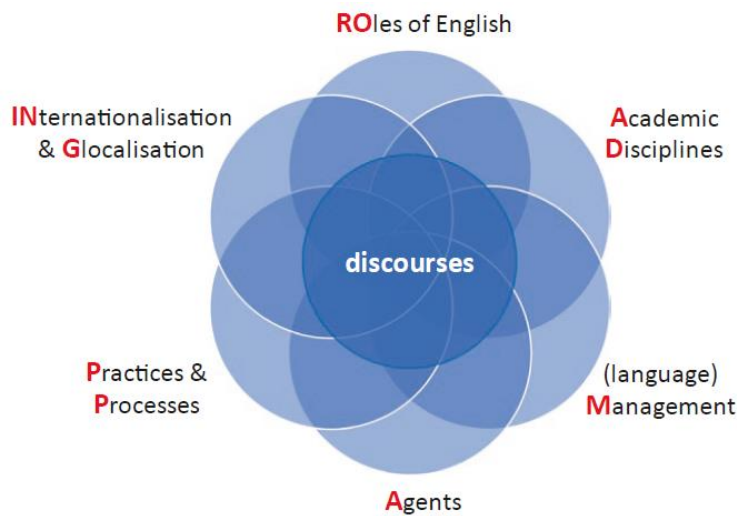 ROles of English
Academic
Disciplines
(language)
Management
Agents
Practices &
Processes
INternationalisation
& Glocalisation
discourses